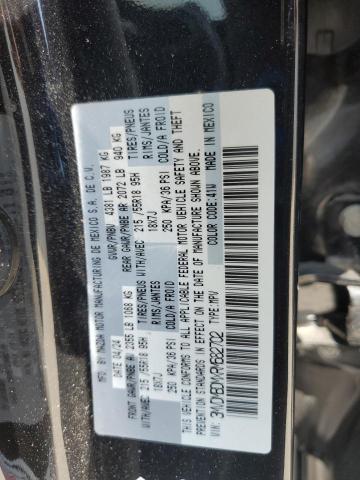 MFD. BY MAZDA MOTOR MANUFACTURING DE MEXICO S.A. DE C.V.
DATE 04/24 GVWR/PNBV 4381 LB 1987 KG
FRONT GAWR/PNBE AV 2355 LB 1068 KG REAR GAWR/PNBE AR 2072 LB 940 KG
WITH/AVEC 215/55R18 95H TIRES/PNEUS WITH/AVEC 215/55R18 95H TIRES/PNEUS
18X7J RIMS/JANTES 18X7J RIMS/JANTES
250 KPA/36 PSI COLD/A FROID 250 KPA/36 PSI COLD/A FROID
THIS VEHICLE CONFORMS TO ALL APPLICABLE FEDERAL MOTOR VEHICLE SAFETY AND THEFT
PREVENTION STANDARDS IN EFFECT ON THE DATE OF MANUFACTURE SHOWN ABOVE.
TYPE:MPV COLOR:41W MADE IN MEXICO